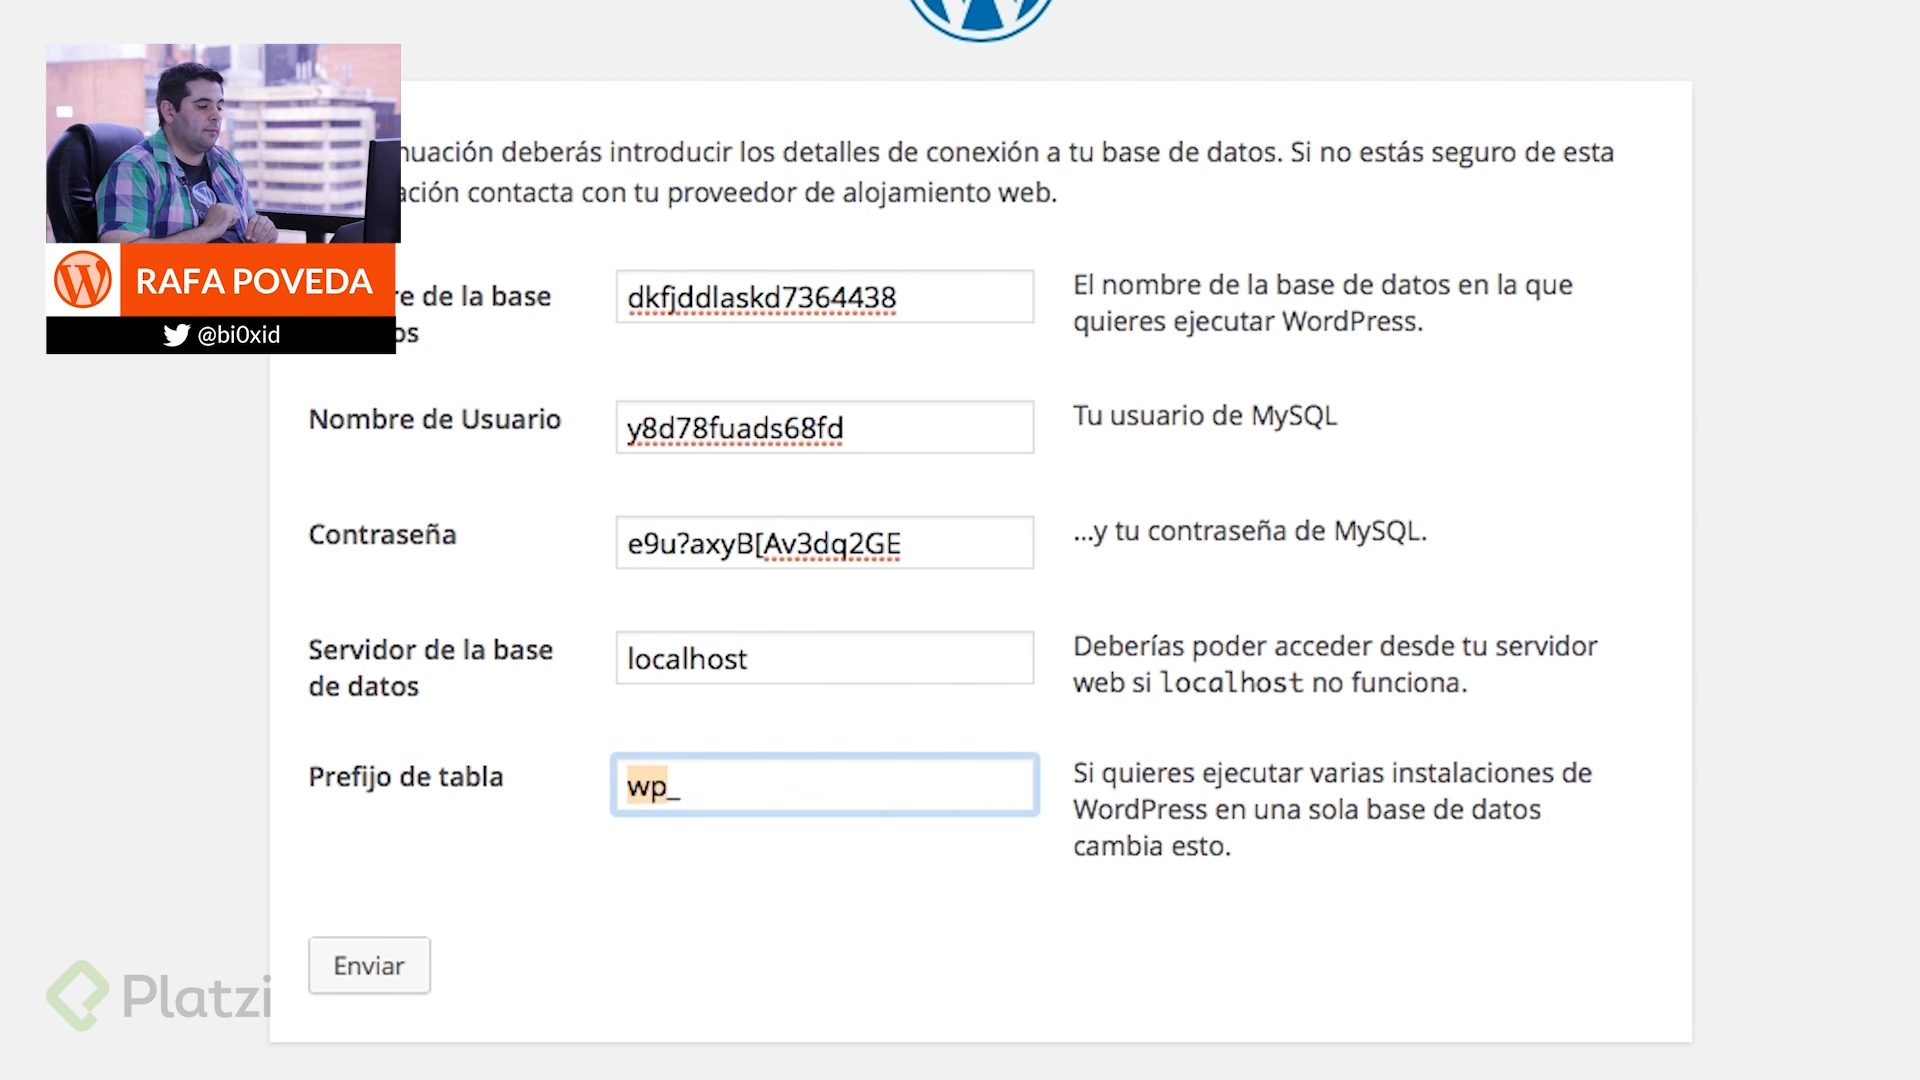 nuación deberás introducir los detalles de conexión a tu base de datos. Si no estás seguro de esta
ación contacta con tu proveedor de alojamiento web.
RAFA POVEDA
@bi0xid
re de la base
os
dkfjddlaskd7364438
El nombre de la base de datos en la que
quieres ejecutar WordPress.
Nombre de Usuario
y8d78fuads68fd
Tu usuario de MySQL
Contraseña
e9u?axyB[Av3dq2GE
...y tu contraseña de MySQL.
Servidor de la base
de datos
localhost
Deberías poder acceder desde tu servidor
web si localhost no funciona.
Prefijo de tabla
wp_
Si quieres ejecutar varias instalaciones de
WordPress en una sola base de datos
cambia esto.
Enviar
Platzi